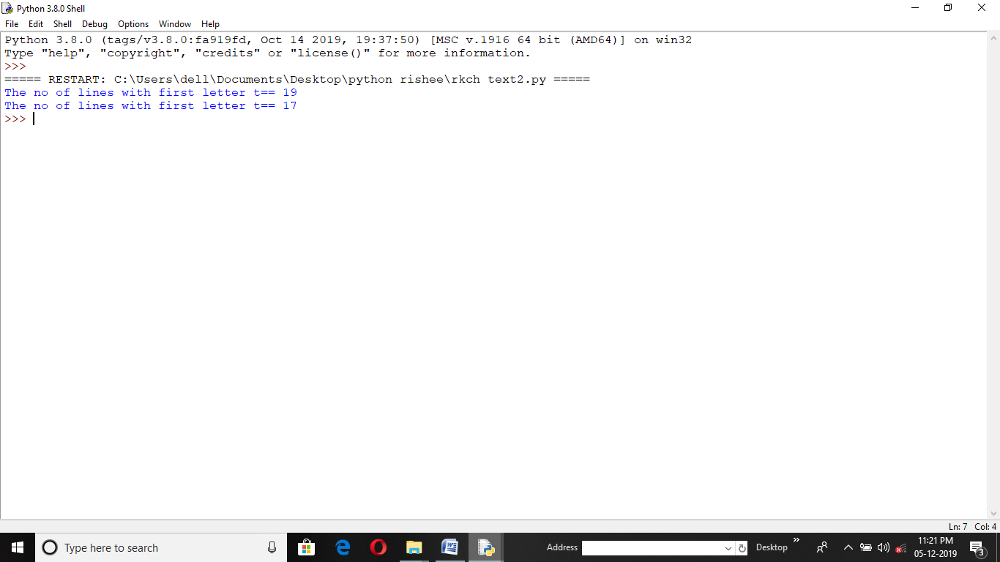 Python 3.8.0 Shell
File Edit Shell Debug Options Window Help
Python 3.8.0 (tags/v3.8.0:fa919fd, Oct 14 2019, 19:37:50) [MSC v.1916 64 bit (AMD64)] on win32
Type "help", "copyright", "credits" or "license()" for more information.
>>>
===== RESTART: C:\Users\dell\Documents\Desktop\python rishee\rkch text2.py =====
The no of lines with first letter t== 19
The no of lines with first letter t== 17
>>>
Ln: 7 Col: 4
Type here to search
Address
Desktop
11:21 PM
05-12-2019
3